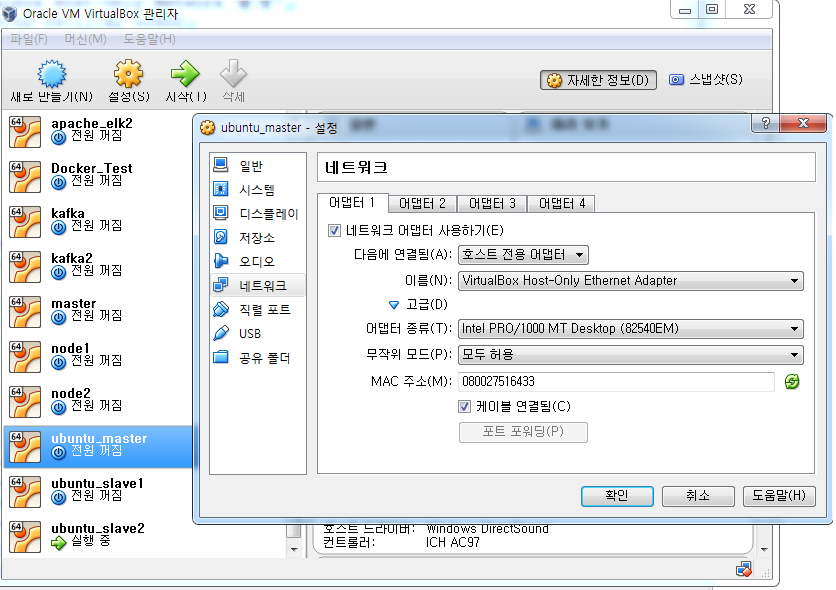 Oracle VM VirtualBox 관리자
파일(F) 머신(M) 도움말(H)
새로 만들기(N) 설정(S) 시작(T) 삭제
자세한 정보(D) 스냅샷(S)
apache_elk2
전원 꺼짐
Docker_Test
전원 꺼짐
kafka
전원 꺼짐
kafka2
전원 꺼짐
master
전원 꺼짐
node1
전원 꺼짐
node2
전원 꺼짐
ubuntu_master
전원 꺼짐
ubuntu_slave1
전원 꺼짐
ubuntu_slave2
실행 중
ubuntu_master - 설정
일반
시스템
디스플레이
저장소
오디오
네트워크
직렬 포트
USB
공유 폴더
네트워크
어댑터 1 어댑터 2 어댑터 3 어댑터 4
네트워크 어댑터 사용하기(E)
다음에 연결됨(A): 호스트 전용 어댑터
이름(N): VirtualBox Host-Only Ethernet Adapter
고급(D)
어댑터 종류(T): Intel PRO/1000 MT Desktop (82540EM)
무작위 모드(P): 모두 허용
MAC 주소(M): 080027516433
케이블 연결됨(C)
포트 포워딩(P)
확인 취소 도움말(H)
호스트 드라이버: Windows DirectSound
컨트롤러: ICH AC97